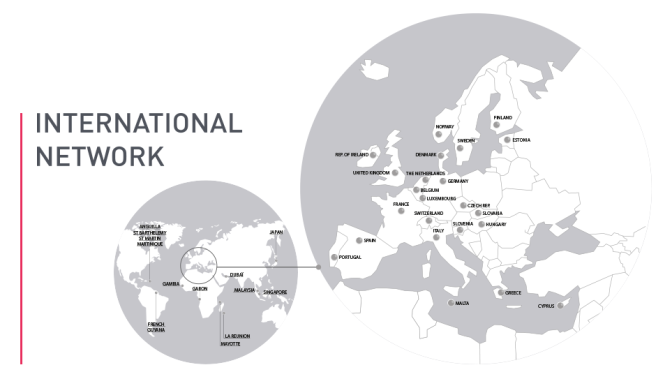 INTERNATIONAL
NETWORK
FINLAND
NORWAY
SWEDEN
ESTONIA
REP. OF IRELAND
DENMARK
UNITED KINGDOM
THE NETHERLANDS
GERMANY
BELGIUM
LUXEMBOURG
FRANCE
CZECH REP.
SWITZERLAND
SLOVANIA
SLOVENIA
HUNGARY
ITALY
SPAIN
PORTUGAL
GREECE
MALTA
CYPRUS
ANGUILLA
ST BARTHELEMY
ST MARTIN
MARTINIQUE
JAPAN
DUBAÏ
GAMBIA
GABON
MALAYSIA
SINGAPORE
FRENCH
GUYANA
LA REUNION
MAYOTTE